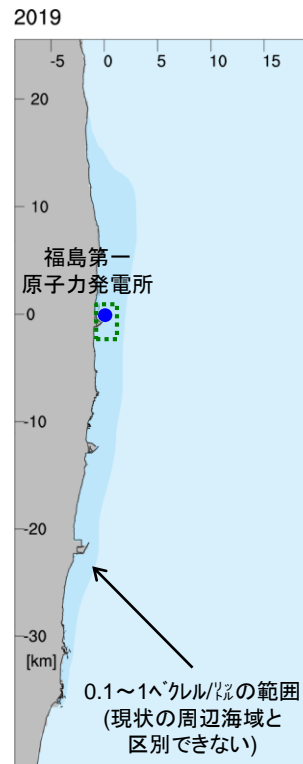 2019
-5 0 5 10 15
20
10
福島第一
原子力発電所
0
-10
-20
-30
[km]
0.1～1ﾍﾞｸﾚﾙ/㍑の範囲
(現状の周辺海域と
区別できない)